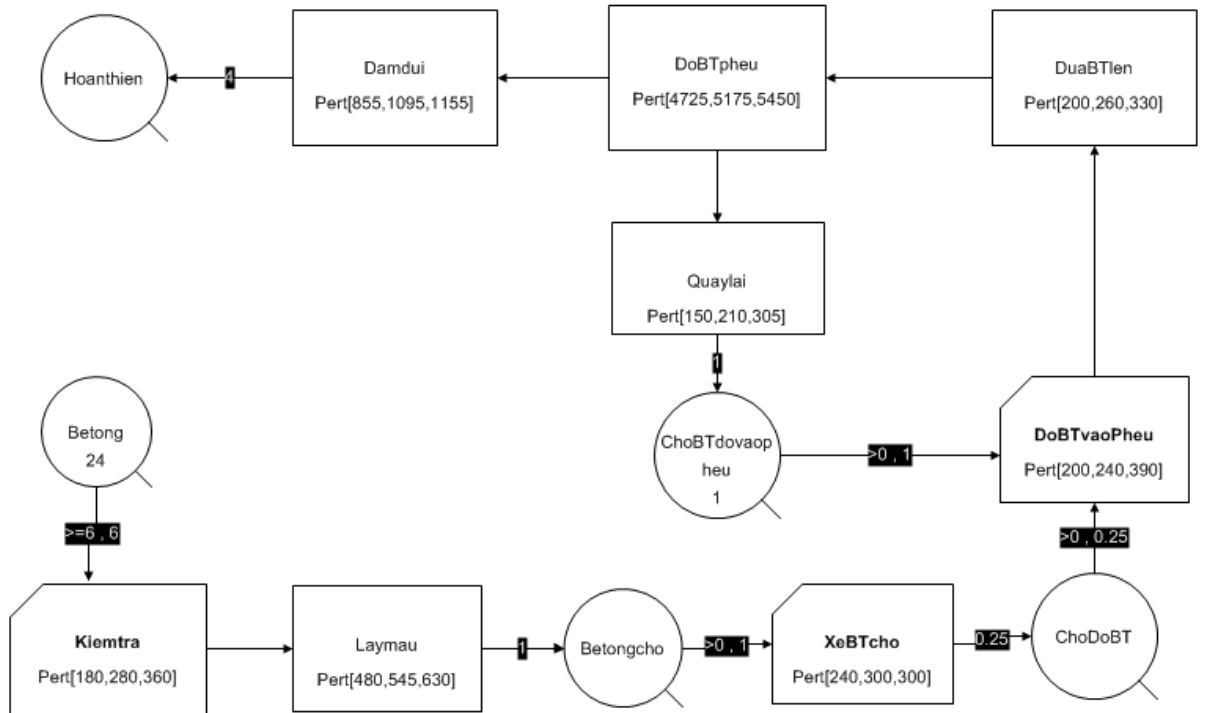 Hoanthien
4
Damdui
Pert[855,1095,1155]
DoBTpheu
Pert[4725,5175,5450]
DuaBTlen
Pert[200,260,330]
Quaylai
Pert[150,210,305]
1
Betong
24
>=6 , 6
ChoBTdovaop
heu
1
>0 , 1
DoBTvaoPheu
Pert[200,240,390]
>0 , 0.25
Kiemtra
Pert[180,280,360]
Laymau
Pert[480,545,630]
1
Betongcho
>0 , 1
XeBTcho
Pert[240,300,300]
0.25
ChoDoBT